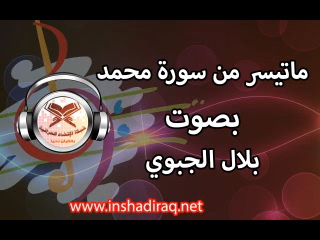 ماتيسر من سورة محمد
بصوت
بلال الجبوي
www.inshadiraq.net